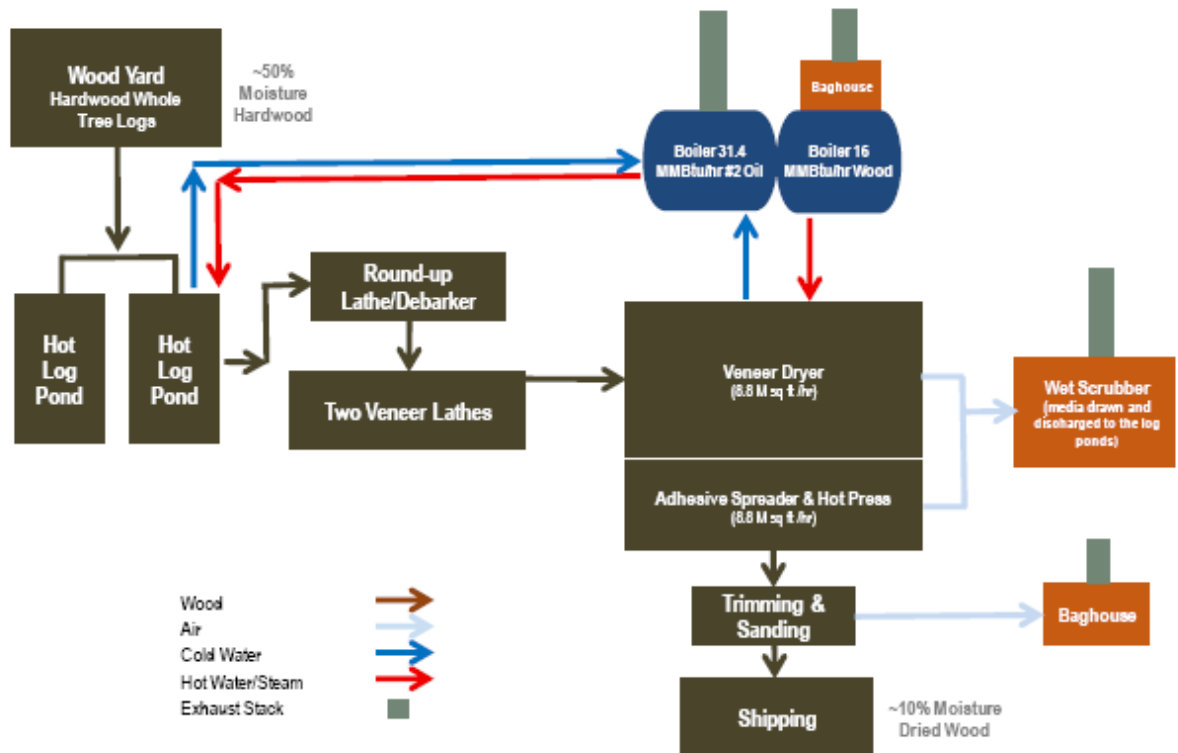 Wood Yard
Hardwood Whole
Tree Logs
~50%
Moisture
Hardwood
Baghouse
Boiler 31.4
MMBtu/hr #2 Oil
Boiler 16
MMBtu/hr Wood
Hot
Log
Pond
Hot
Log
Pond
Round-up
Lathe/Debarker
Two Veneer Lathes
Veneer Dryer
(8.8 M sq ft /hr)
Adhesive Spreader & Hot Press
(8.8 M sq ft /hr)
Wet Scrubber
(media drawn and
discharged to the log
ponds)
Trimming &
Sanding
Baghouse
Shipping
~10% Moisture
Dried Wood
Wood
Air
Cold Water
Hot Water/Steam
Exhaust Stack